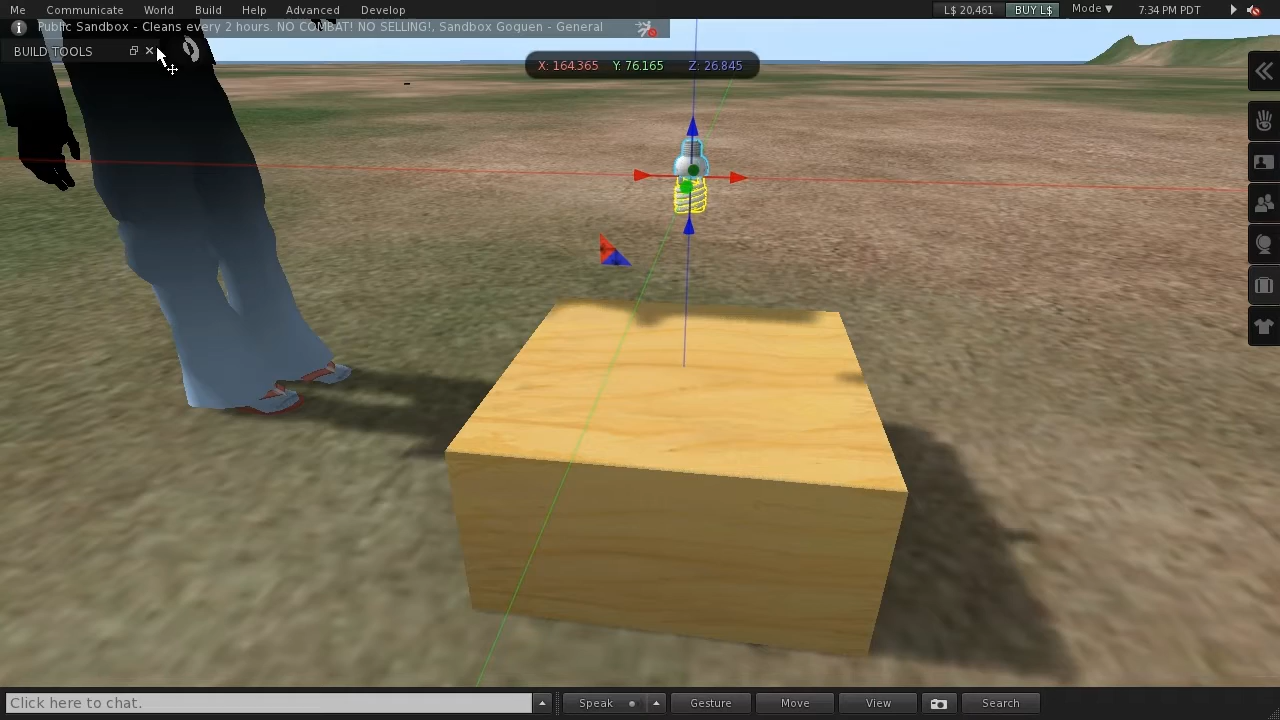 Me Communicate World Build Help Advanced Develop L$ 20,461 BUY L$ Mode 7:34 PM PDT
Public Sandbox - Cleans every 2 hours. NO COMBAT! NO SELLING!, Sandbox Goguen - General
BUILD TOOLS
X: 164.365 Y: 76.165 Z: 26.845
Click here to chat. Speak Gesture Move View Search